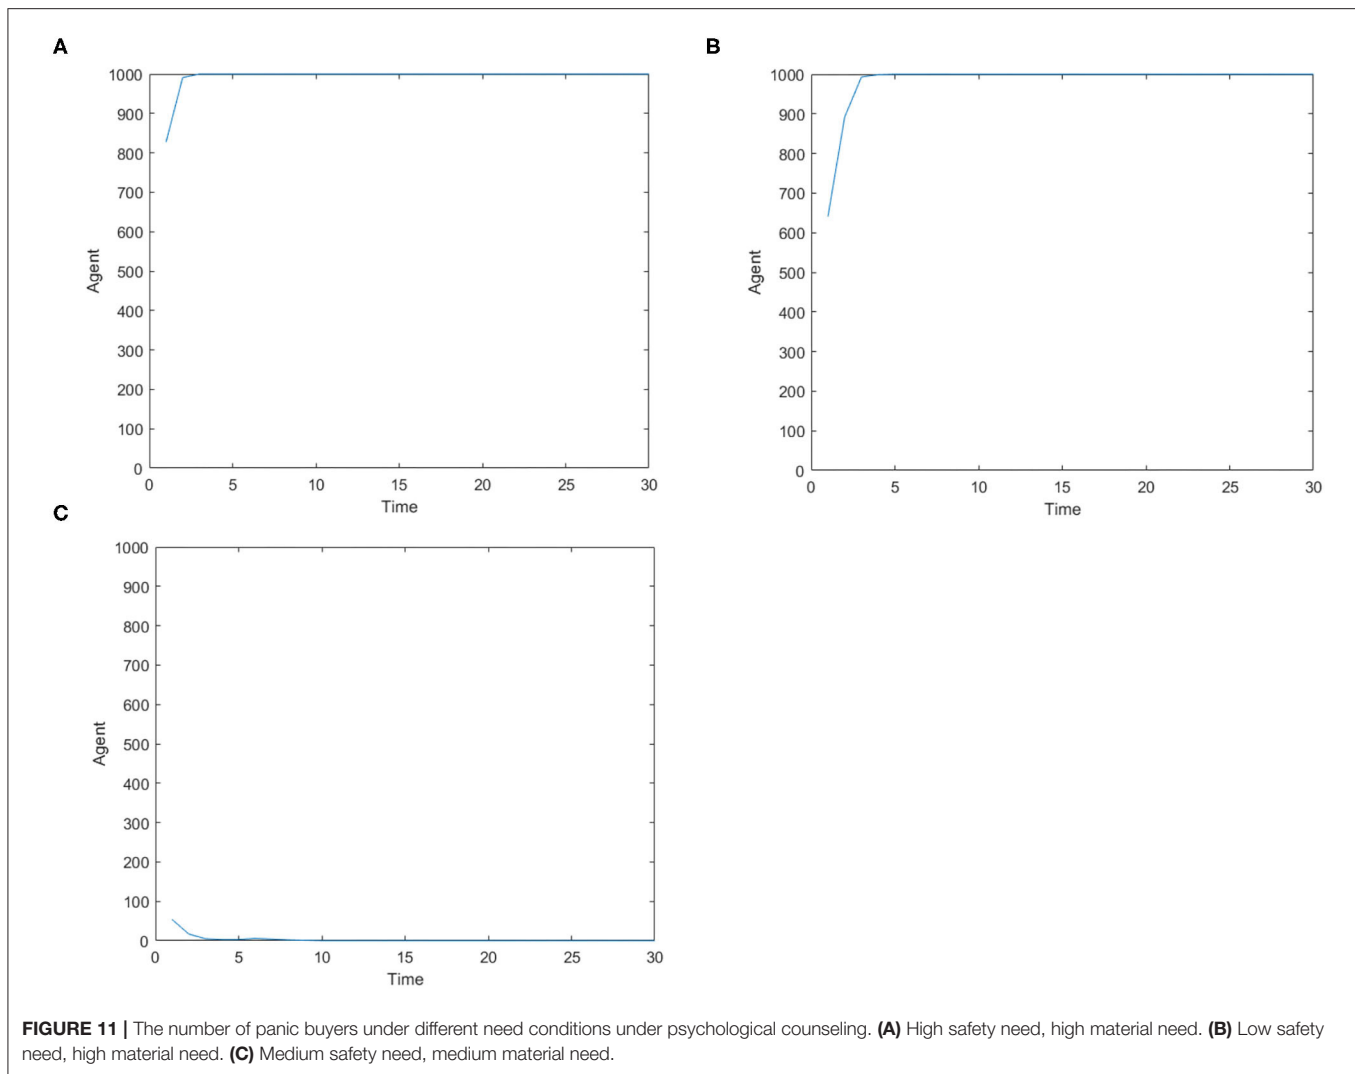 A
1000
900
800
700
600
500
400
300
200
100
0
Agent
0 5 10 15 20 25 30
Time
B
1000
900
800
700
600
500
400
300
200
100
0
Agent
0 5 10 15 20 25 30
Time
C
1000
900
800
700
600
500
400
300
200
100
0
Agent
0 5 10 15 20 25 30
Time
FIGURE 11 | The number of panic buyers under different need conditions under psychological counseling. (A) High safety need, high material need. (B) Low safety
need, high material need. (C) Medium safety need, medium material need.